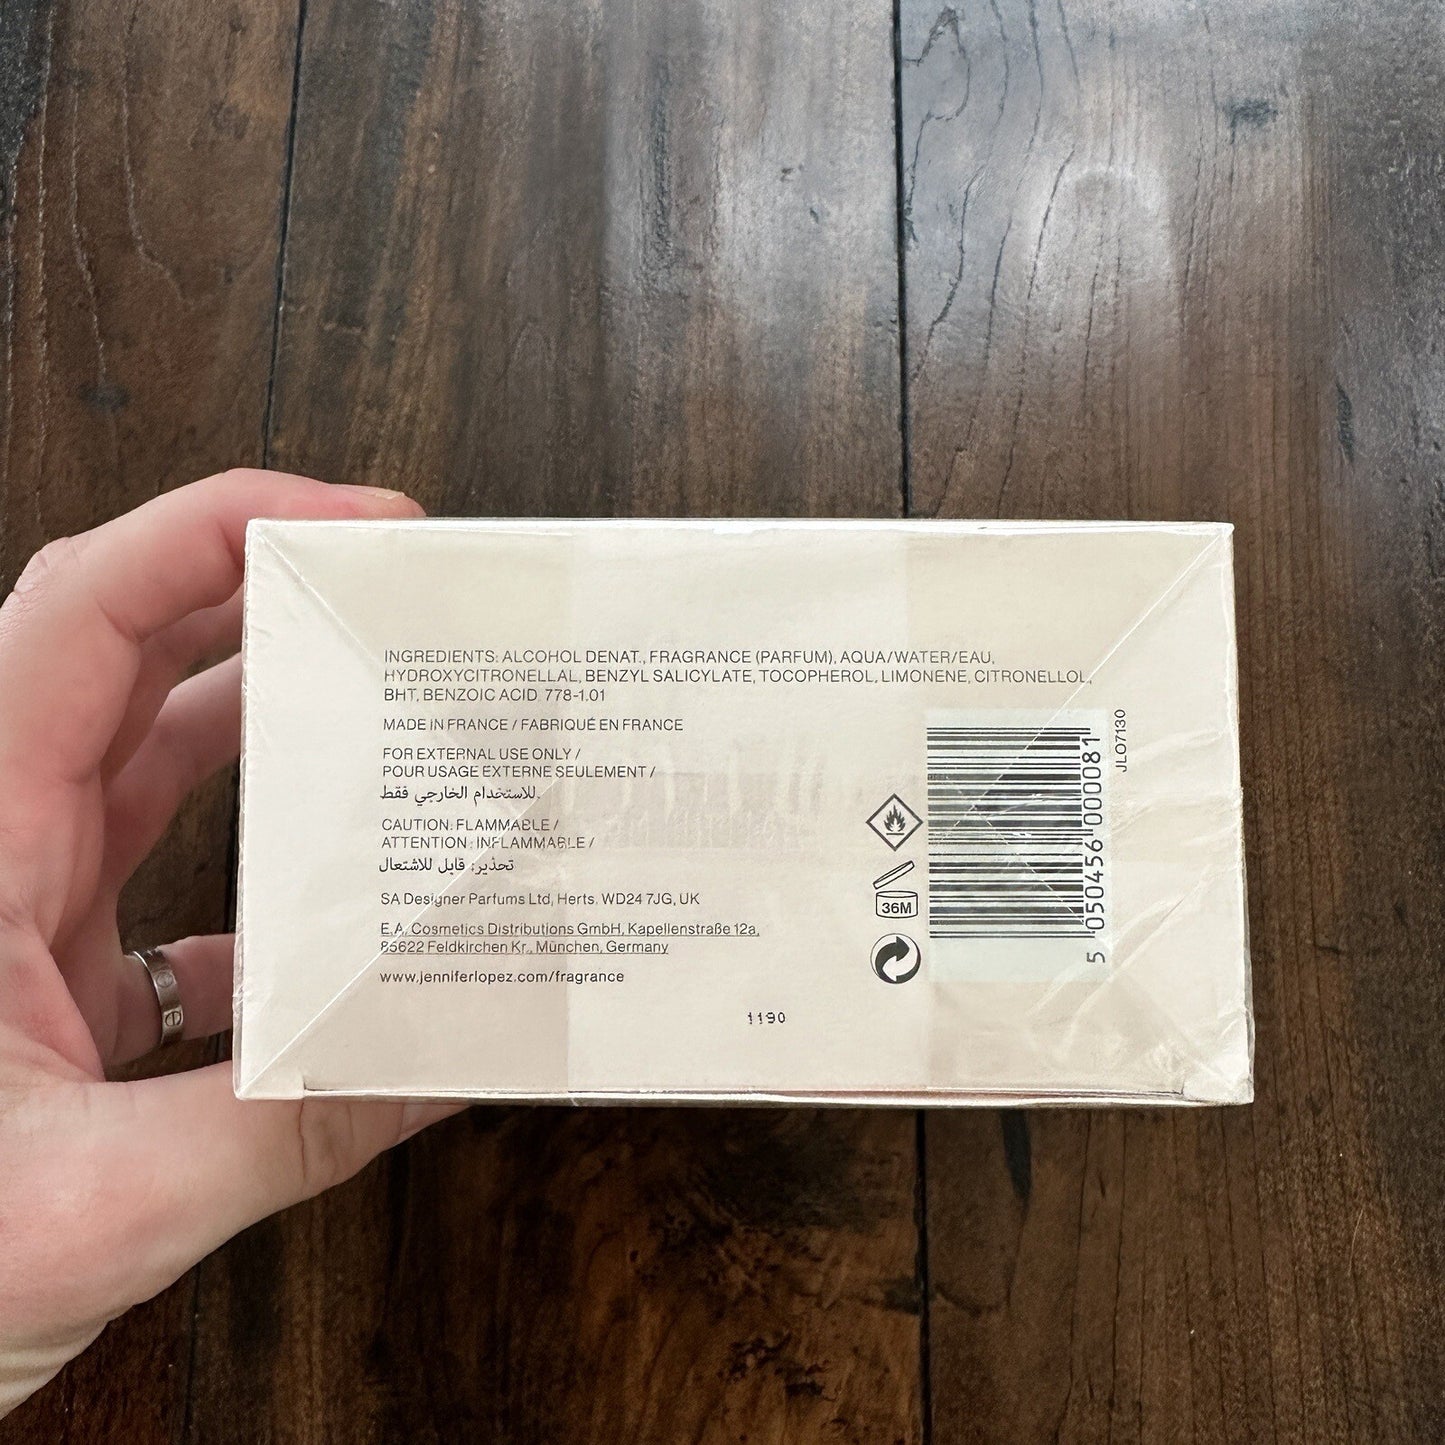 INGREDIENTS: ALCOHOL DENAT., FRAGRANCE (PARFUM), AQUA/WATER/EAU,
HYDROXYCITRONELLAL, BENZYL SALICYLATE, TOCOPHEROL, LIMONENE, CITRONELLOL,
BHT, BENZOIC ACID. 778-1.01
MADE IN FRANCE / FABRIQUÉ EN FRANCE
FOR EXTERNAL USE ONLY /
POUR USAGE EXTERNE SEULEMENT /
للاستخدام الخارجي فقط.
CAUTION: FLAMMABLE /
ATTENTION : INFLAMMABLE /
تحذير: قابل للاشتعال
SA Designer Parfums Ltd, Herts. WD24 7JG, UK
E.A. Cosmetics Distributions GmbH, Kapellenstraße 12a,
85622 Feldkirchen Kr., München, Germany
www.jenniferlopez.com/fragrance
1190
36M
5 050456 000081
JLO7130